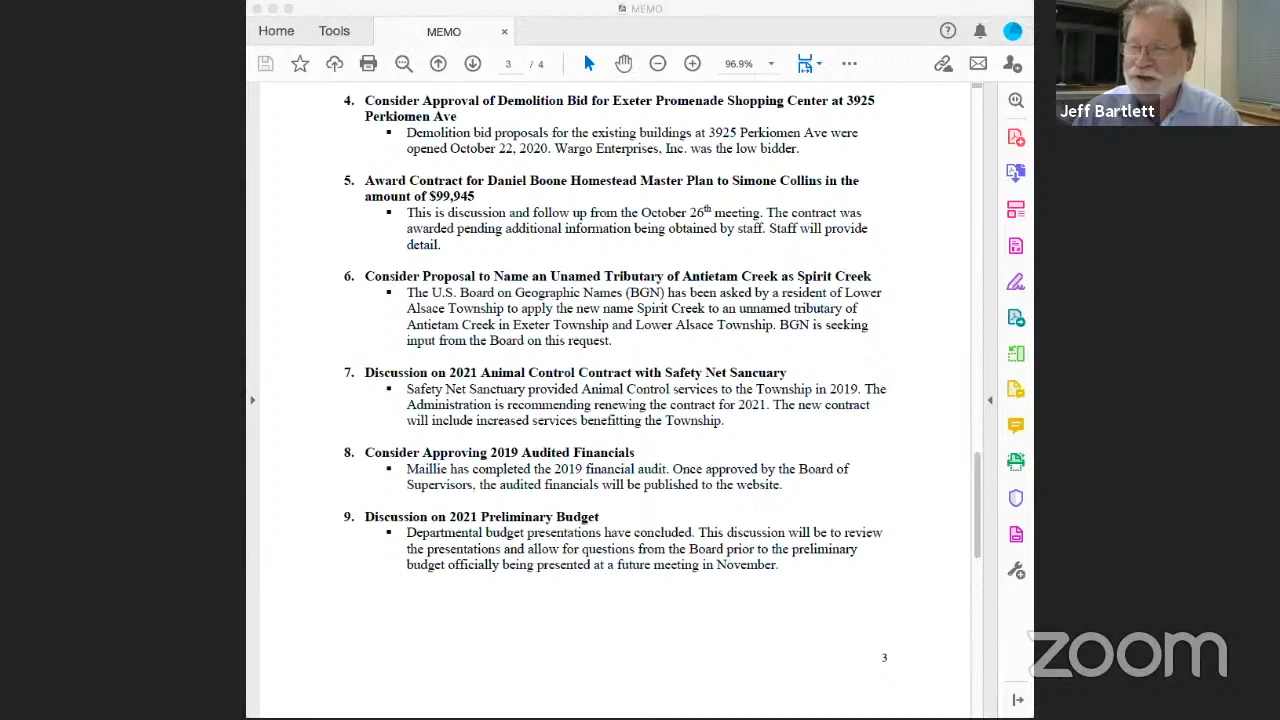 MEMO
Home
Tools
MEMO
×
3 / 4
96.9%
4. Consider Approval of Demolition Bid for Exeter Promenade Shopping Center at 3925
Perkiomen Ave
▪ Demolition bid proposals for the existing buildings at 3925 Perkiomen Ave were
opened October 22, 2020. Wargo Enterprises, Inc. was the low bidder.
5. Award Contract for Daniel Boone Homestead Master Plan to Simone Collins in the
amount of $99,945
▪ This is discussion and follow up from the October 26th meeting. The contract was
awarded pending additional information being obtained by staff. Staff will provide
detail.
6. Consider Proposal to Name an Unamed Tributary of Antietam Creek as Spirit Creek
▪ The U.S. Board on Geographic Names (BGN) has been asked by a resident of Lower
Alsace Township to apply the new name Spirit Creek to an unnamed tributary of
Antietam Creek in Exeter Township and Lower Alsace Township. BGN is seeking
input from the Board on this request.
7. Discussion on 2021 Animal Control Contract with Safety Net Sancuary
▪ Safety Net Sanctuary provided Animal Control services to the Township in 2019. The
Administration is recommending renewing the contract for 2021. The new contract
will include increased services benefitting the Township.
8. Consider Approving 2019 Audited Financials
▪ Maillie has completed the 2019 financial audit. Once approved by the Board of
Supervisors, the audited financials will be published to the website.
9. Discussion on 2021 Preliminary Budget
▪ Departmental budget presentations have concluded. This discussion will be to review
the presentations and allow for questions from the Board prior to the preliminary
budget officially being presented at a future meeting in November.
3
Jeff Bartlett
zoom